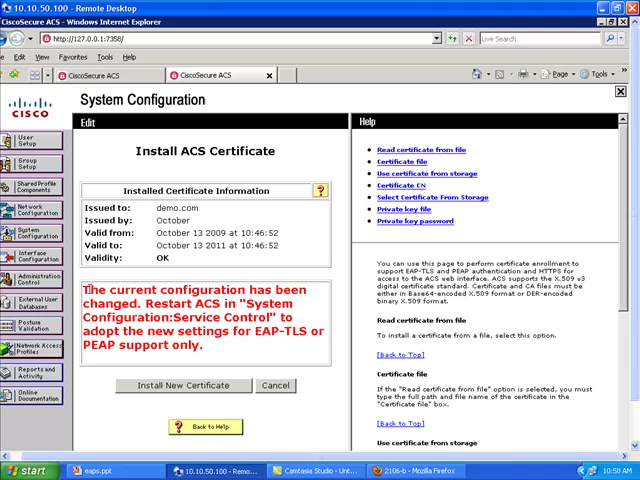 10.10.50.100 - Remote Desktop
CiscoSecure ACS - Windows Internet Explorer
http://127.0.0.1:7358/
Live Search
Edit View Favorites Tools Help
CiscoSecure ACS
CiscoSecure ACS
Page
Tools
CISCO
System Configuration
User
Setup
Group
Setup
Shared Profile
Components
Network
Configuration
System
Configuration
Interface
Configuration
Administration
Control
External User
Databases
Posture
Validation
Network Access
Profiles
Reports and
Activity
Online
Documentation
Edit
Install ACS Certificate
Installed Certificate Information
?
Issued to: demo.com
Issued by: October
Valid from: October 13 2009 at 10:46:52
Valid to: October 13 2011 at 10:46:52
Validity: OK
The current configuration has been
changed. Restart ACS in "System
Configuration:Service Control" to
adopt the new settings for EAP-TLS or
PEAP support only.
Install New Certificate
Cancel
? Back to Help
Help
Read certificate from file
Certificate file
Use certificate from storage
Certificate CN
Select Certificate From Storage
Private key file
Private key password
You can use this page to perform certificate enrollment to
support EAP-TLS and PEAP authentication and HTTPS for
access to the ACS web interface. ACS supports the X.509 v3
digital certificate standard. Certificate and CA files must be
either in Base64-encoded X.509 format or DER-encoded
binary X.509 format.
Read certificate from file
To install a certificate from a file, select this option.
[Back to Top]
Certificate file
If the "Read certificate from file" option is selected, you must
type the full path and file name of the certificate in the
"Certificate file" box.
[Back to Top]
Use certificate from storage
start
eaps.ppt
10.10.50.100 - Remo...
Camtasia Studio - Unt...
2106-b - Mozilla Firefox
10:58 AM